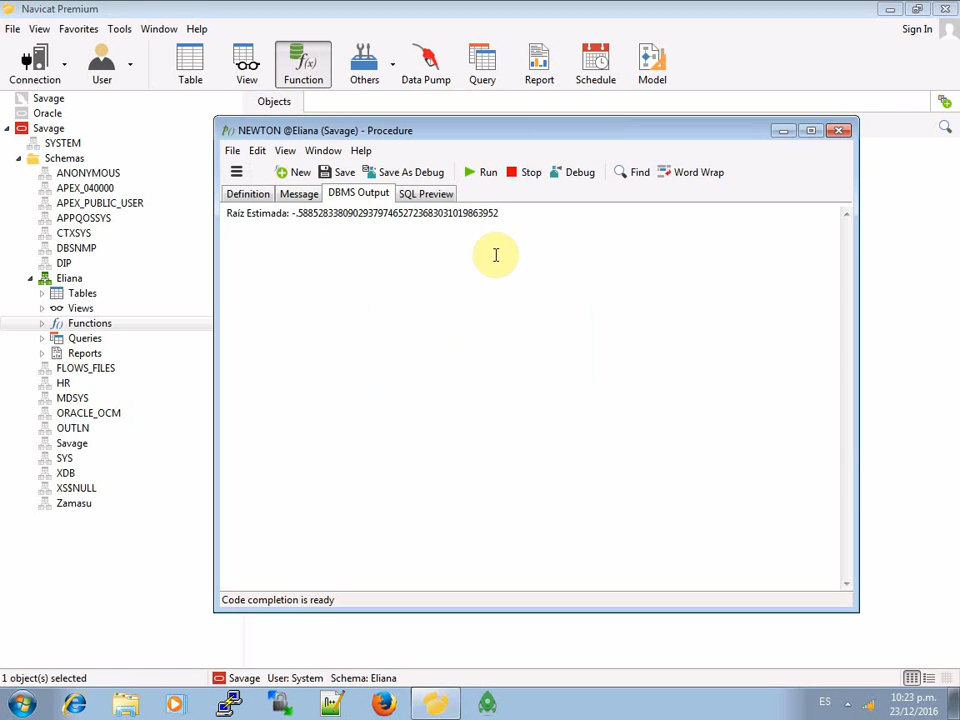 Navicat Premium
File View Favorites Tools Window Help
Sign In
Connection User Table View Function Others Data Pump Query Report Schedule Model
Objects
Savage
Oracle
Savage
SYSTEM
Schemas
ANONYMOUS
APEX_040000
APEX_PUBLIC_USER
APPQOSSYS
CTXSYS
DBSNMP
DIP
Eliana
Tables
Views
Functions
Queries
Reports
FLOWS_FILES
HR
MDSYS
ORACLE_OCM
OUTLN
Savage
SYS
XDB
XS$NULL
Zamasu
NEWTON @Eliana (Savage) - Procedure
File Edit View Window Help
New Save Save As Debug Run Stop Debug Find Word Wrap
Definition Message DBMS Output SQL Preview
Raíz Estimada: -.5885283380902937974652723683031019863952
Code completion is ready
1 object(s) selected Savage User: System Schema: Eliana
ES 10:23 p.m.
23/12/2016